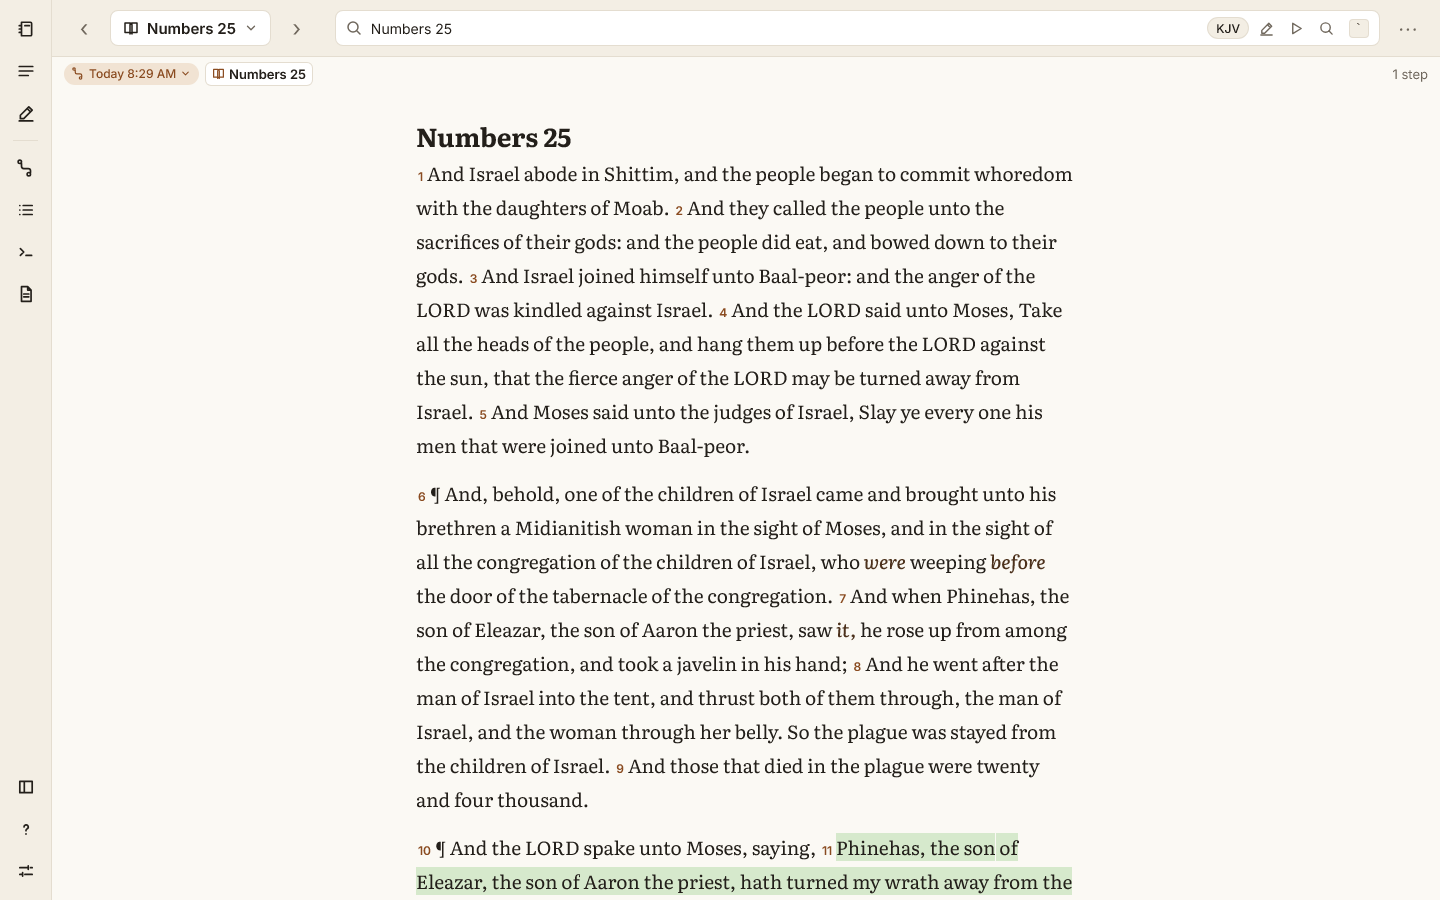 Numbers 25
Numbers 25
KJV
`
Today 8:29 AM
Numbers 25
1 step
Numbers 25
1 And Israel abode in Shittim, and the people began to commit whoredom
with the daughters of Moab. 2 And they called the people unto the
sacrifices of their gods: and the people did eat, and bowed down to their
gods. 3 And Israel joined himself unto Baal-peor: and the anger of the
LORD was kindled against Israel. 4 And the LORD said unto Moses, Take
all the heads of the people, and hang them up before the LORD against
the sun, that the fierce anger of the LORD may be turned away from
Israel. 5 And Moses said unto the judges of Israel, Slay ye every one his
men that were joined unto Baal-peor.
6 ¶ And, behold, one of the children of Israel came and brought unto his
brethren a Midianitish woman in the sight of Moses, and in the sight of
all the congregation of the children of Israel, who were weeping before
the door of the tabernacle of the congregation. 7 And when Phinehas, the
son of Eleazar, the son of Aaron the priest, saw it, he rose up from among
the congregation, and took a javelin in his hand; 8 And he went after the
man of Israel into the tent, and thrust both of them through, the man of
Israel, and the woman through her belly. So the plague was stayed from
the children of Israel. 9 And those that died in the plague were twenty
and four thousand.
10 ¶ And the LORD spake unto Moses, saying, 11 Phinehas, the son of
Eleazar, the son of Aaron the priest, hath turned my wrath away from the